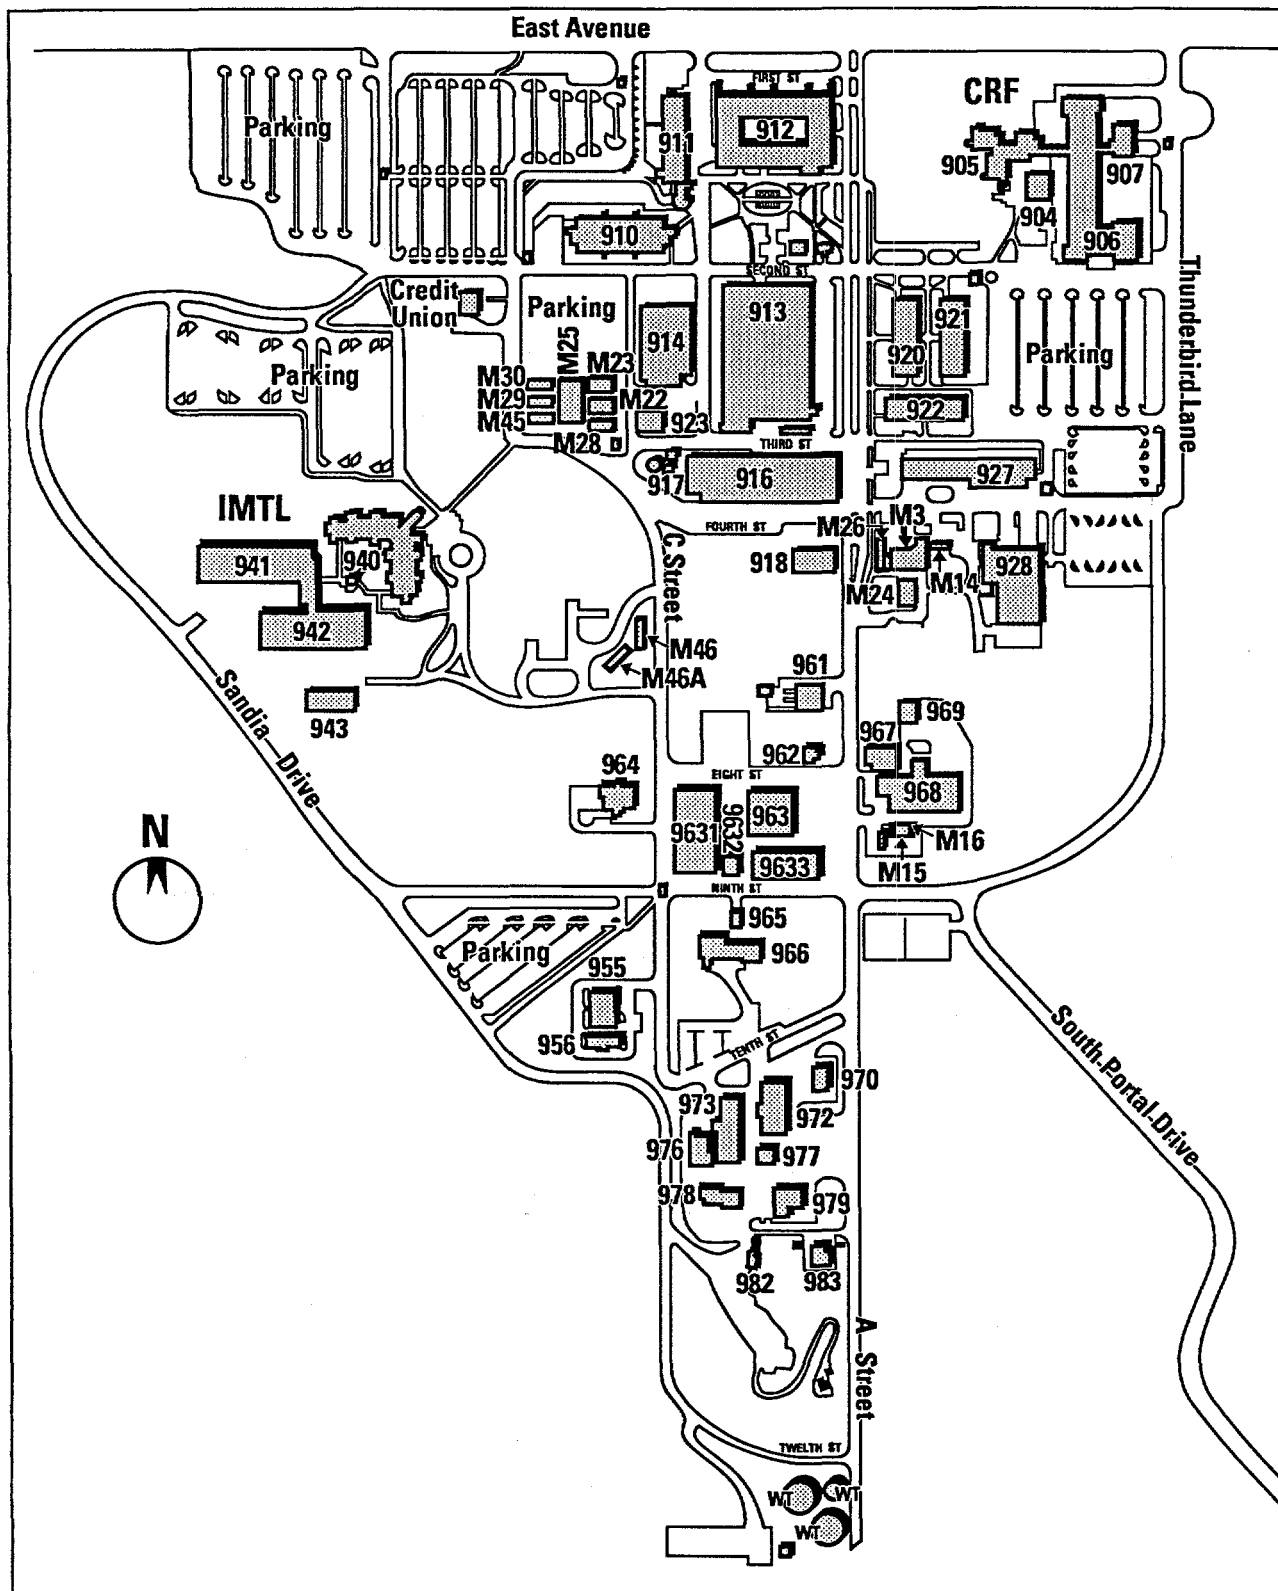 East Avenue
FIRST ST
CRF
Parking
912
911
905
907
904
910
906
SECOND ST
Thunderbird Lane
Credit
Union
Parking
M25
913
914
921
920
Parking
Parking
M23
M30
M29
M22
M45
M28
923
922
THIRD ST
917
916
927
IMTL
FOURTH ST
M26
M3
C Street
940
941
918
M14
928
M24
942
M46
M46A
961
943
Sandia Drive
969
967
962
964
EIGHT ST
968
963
9631
9632
9633
M16
M15
N
NINTH ST
965
Parking
966
955
956
TENTH ST
South Portal Drive
970
973
972
976
977
978
979
982
983
A Street
TWELTH ST
WT
WT
WT